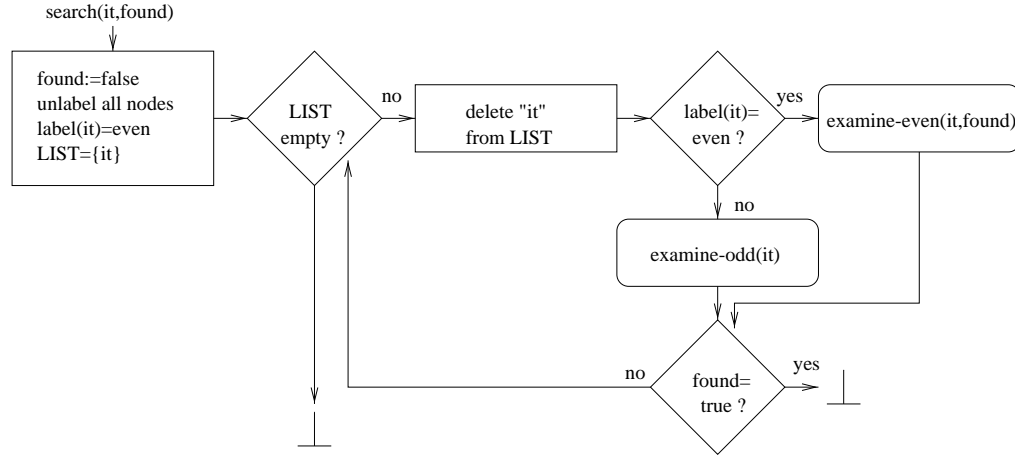 search(it,found)
found:=false
unlabel all nodes
label(it)=even
LIST={it}
LIST
empty ?
no
delete "it"
from LIST
label(it)=
even ?
yes
examine-even(it,found)
no
examine-odd(it)
found=
true ?
no
yes